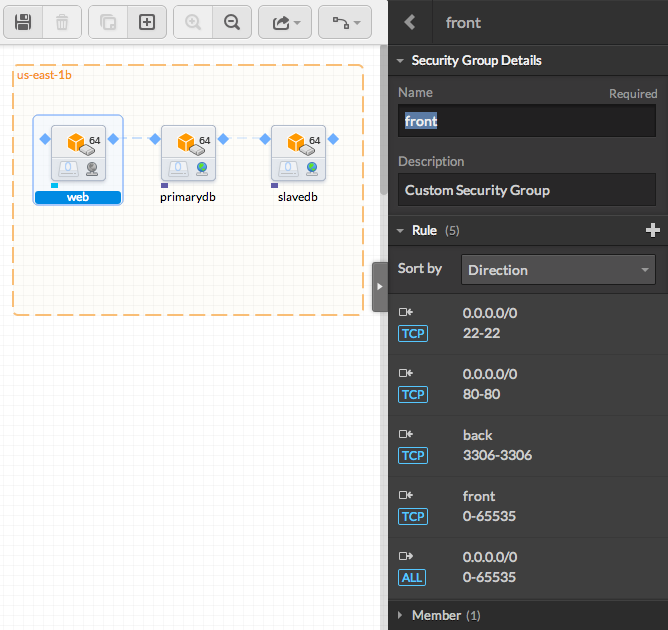 us-east-1b
64
64
64
web
primarydb
slavedb
front
Security Group Details
Name
Required
front
Description
Custom Security Group
Rule (5)
Sort by
Direction
0.0.0.0/0
TCP
22-22
0.0.0.0/0
TCP
80-80
back
TCP
3306-3306
front
TCP
0-65535
0.0.0.0/0
ALL
0-65535
Member (1)